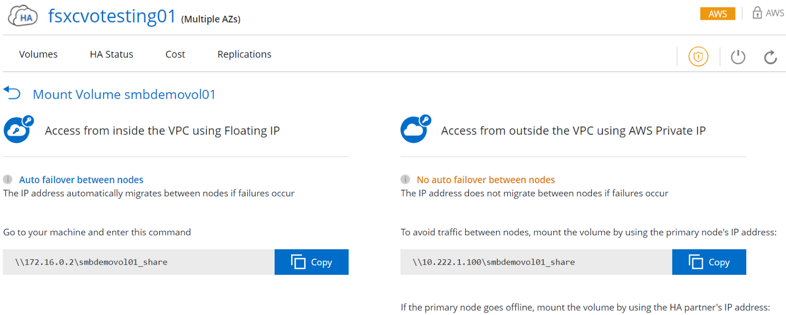 HA fsxcvotesting01 (Multiple AZs)
AWS
AWS
Volumes HA Status Cost Replications
Mount Volume smbdemovol01
Access from inside the VPC using Floating IP
Auto failover between nodes
The IP address automatically migrates between nodes if failures occur
Go to your machine and enter this command
\\172.16.0.2\smbdemovol01_share Copy
Access from outside the VPC using AWS Private IP
No auto failover between nodes
The IP address does not migrate between nodes if failures occur
To avoid traffic between nodes, mount the volume by using the primary node's IP address:
\\10.222.1.100\smbdemovol01_share Copy
If the primary node goes offline, mount the volume by using the HA partner's IP address: